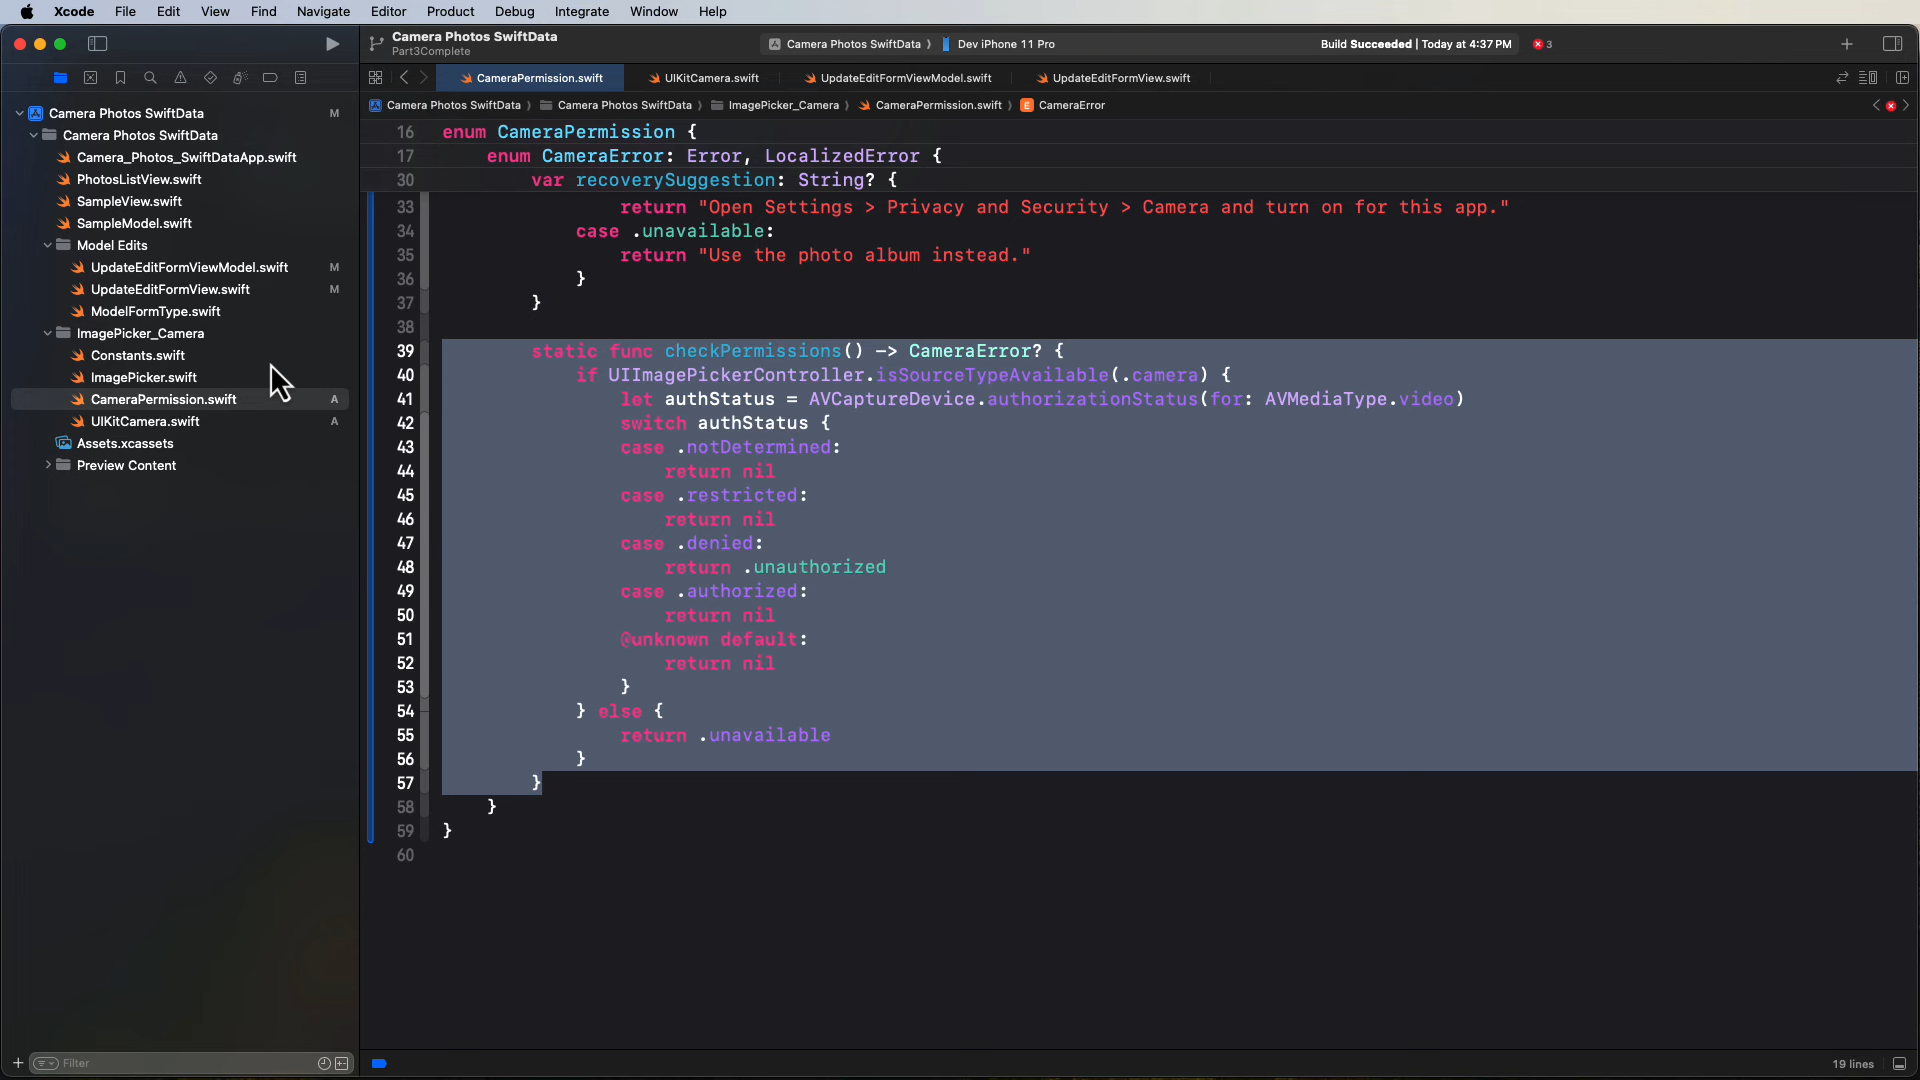 Xcode File Edit View Find Navigate Editor Product Debug Integrate Window Help
Camera Photos SwiftData
Part3Complete
Camera Photos SwiftData Dev iPhone 11 Pro
Build Succeeded | Today at 4:37 PM 3
CameraPermission.swift UIKitCamera.swift UpdateEditFormViewModel.swift UpdateEditFormView.swift
Camera Photos SwiftData Camera Photos SwiftData ImagePicker_Camera CameraPermission.swift E CameraError
Camera Photos SwiftData M
Camera Photos SwiftData
Camera_Photos_SwiftDataApp.swift
PhotosListView.swift
SampleView.swift
SampleModel.swift
Model Edits
UpdateEditFormViewModel.swift M
UpdateEditFormView.swift M
ModelFormType.swift
ImagePicker_Camera
Constants.swift
ImagePicker.swift
CameraPermission.swift A
UIKitCamera.swift A
Assets.xcassets
Preview Content
Filter
16 enum CameraPermission {
17 enum CameraError: Error, LocalizedError {
30 var recoverySuggestion: String? {
33 return "Open Settings > Privacy and Security > Camera and turn on for this app."
34 case .unavailable:
35 return "Use the photo album instead."
36 }
37 }
38
39 static func checkPermissions() -> CameraError? {
40 if UIImagePickerController.isSourceTypeAvailable(.camera) {
41 let authStatus = AVCaptureDevice.authorizationStatus(for: AVMediaType.video)
42 switch authStatus {
43 case .notDetermined:
44 return nil
45 case .restricted:
46 return nil
47 case .denied:
48 return .unauthorized
49 case .authorized:
50 return nil
51 @unknown default:
52 return nil
53 }
54 } else {
55 return .unavailable
56 }
57 }
58 }
59 }
60
19 lines